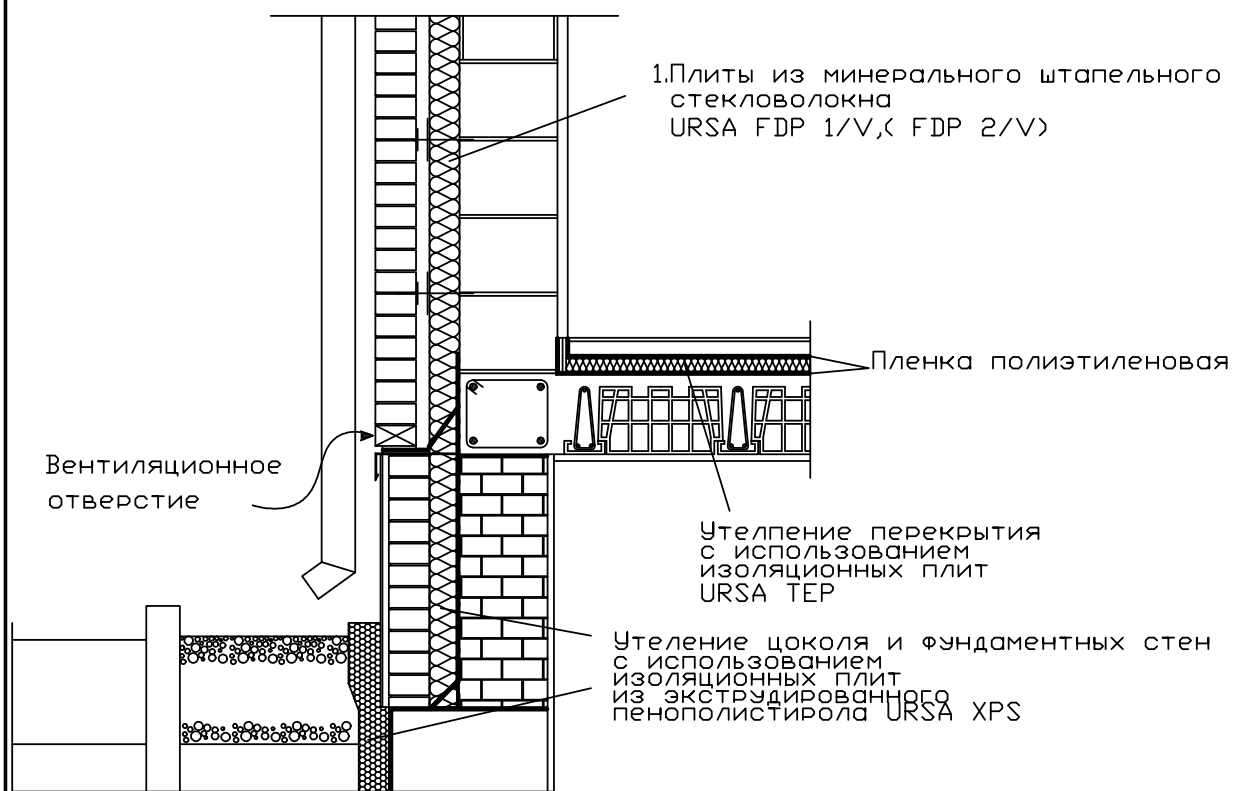 1.Плиты из минерального штапельного
стекловолокна
URSA FDP 1/V,( FDP 2/V)
Пленка полиэтиленовая
Вентиляционное
отверстие
Утелпение перекрытия
с использованием
изоляционных плит
URSA TEP
Утеление цоколя и фундаментных стен
с использованием
изоляционных плит
из экструдированного
пенополистирола URSA XPS